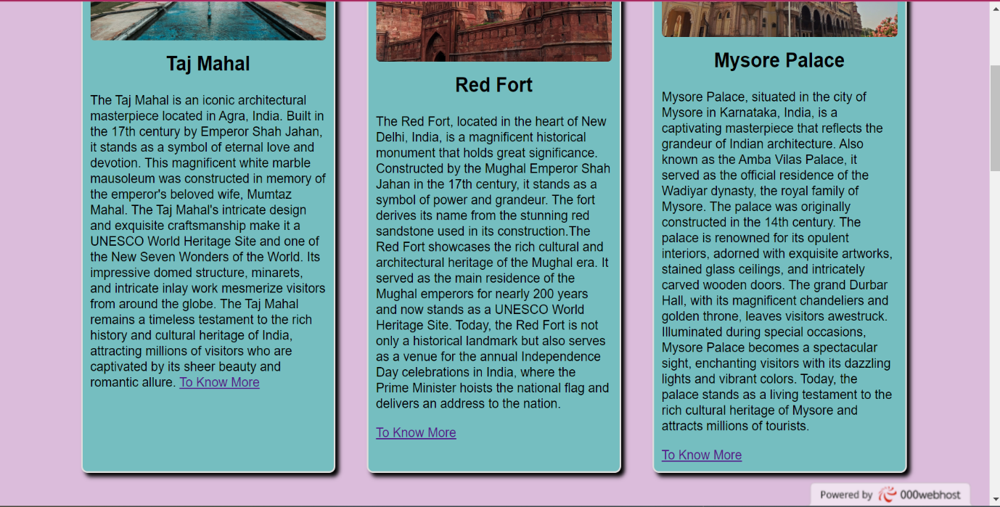 Taj Mahal
The Taj Mahal is an iconic architectural
masterpiece located in Agra, India. Built in
the 17th century by Emperor Shah Jahan,
it stands as a symbol of eternal love and
devotion. This magnificent white marble
mausoleum was constructed in memory of
the emperor's beloved wife, Mumtaz
Mahal. The Taj Mahal's intricate design
and exquisite craftsmanship make it a
UNESCO World Heritage Site and one of
the New Seven Wonders of the World. Its
impressive domed structure, minarets,
and intricate inlay work mesmerize visitors
from around the globe. The Taj Mahal
remains a timeless testament to the rich
history and cultural heritage of India,
attracting millions of visitors who are
captivated by its sheer beauty and
romantic allure. To Know More
Red Fort
The Red Fort, located in the heart of New
Delhi, India, is a magnificent historical
monument that holds great significance.
Constructed by the Mughal Emperor Shah
Jahan in the 17th century, it stands as a
symbol of power and grandeur. The fort
derives its name from the stunning red
sandstone used in its construction.The
Red Fort showcases the rich cultural and
architectural heritage of the Mughal era. It
served as the main residence of the
Mughal emperors for nearly 200 years
and now stands as a UNESCO World
Heritage Site. Today, the Red Fort is not
only a historical landmark but also serves
as a venue for the annual Independence
Day celebrations in India, where the
Prime Minister hoists the national flag and
delivers an address to the nation.
To Know More
Mysore Palace
Mysore Palace, situated in the city of
Mysore in Karnataka, India, is a
captivating masterpiece that reflects the
grandeur of Indian architecture. Also
known as the Amba Vilas Palace, it
served as the official residence of the
Wadiyar dynasty, the royal family of
Mysore. The palace was originally
constructed in the 14th century. The
palace is renowned for its opulent
interiors, adorned with exquisite artworks,
stained glass ceilings, and intricately
carved wooden doors. The grand Durbar
Hall, with its magnificent chandeliers and
golden throne, leaves visitors awestruck.
Illuminated during special occasions,
Mysore Palace becomes a spectacular
sight, enchanting visitors with its dazzling
lights and vibrant colors. Today, the
palace stands as a living testament to the
rich cultural heritage of Mysore and
attracts millions of tourists.
To Know More
Powered by 000webhost